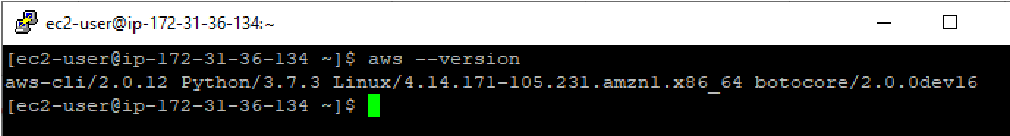 ec2-user@ip-172-31-36-134:~
[ec2-user@ip-172-31-36-134 ~]$ aws --version
aws-cli/2.0.12 Python/3.7.3 Linux/4.14.171-105.231.amzn1.x86_64 botocore/2.0.0dev16
[ec2-user@ip-172-31-36-134 ~]$